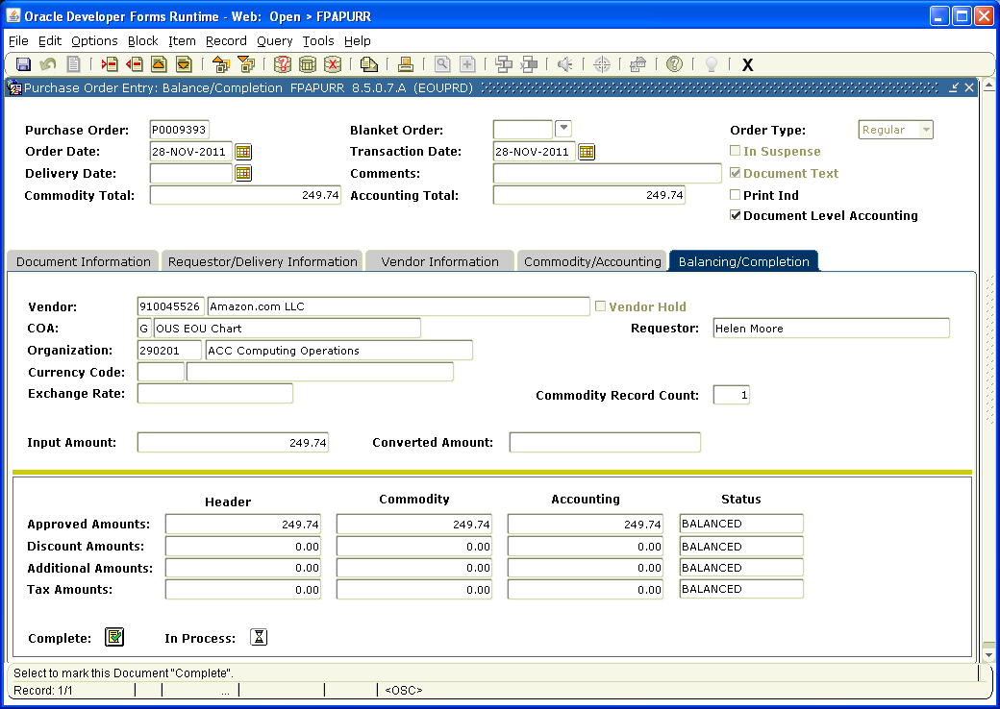 Oracle Developer Forms Runtime - Web:  Open > FPAPURR
File Edit Options Block Item Record Query Tools Help
X
Purchase Order Entry: Balance/Completion  FPAPURR  8.5.0.7.A  (EOUPRD)
Purchase Order: P0009393 Blanket Order: Order Type: Regular
Order Date: 28-NOV-2011 Transaction Date: 28-NOV-2011 In Suspense
Delivery Date: Comments: Document Text
Commodity Total: 249.74 Accounting Total: 249.74 Print Ind
Document Level Accounting
Document Information Requestor/Delivery Information Vendor Information Commodity/Accounting Balancing/Completion
Vendor: 910045526 Amazon.com LLC Vendor Hold
COA: G OUS EOU Chart Requestor: Helen Moore
Organization: 290201 ACC Computing Operations
Currency Code:
Exchange Rate: Commodity Record Count: 1
Input Amount: 249.74 Converted Amount:
Header Commodity Accounting Status
Approved Amounts: 249.74 249.74 249.74 BALANCED
Discount Amounts: 0.00 0.00 0.00 BALANCED
Additional Amounts: 0.00 0.00 0.00 BALANCED
Tax Amounts: 0.00 0.00 0.00 BALANCED
Complete: In Process:
Select to mark this Document "Complete".
Record: 1/1 ... <OSC>